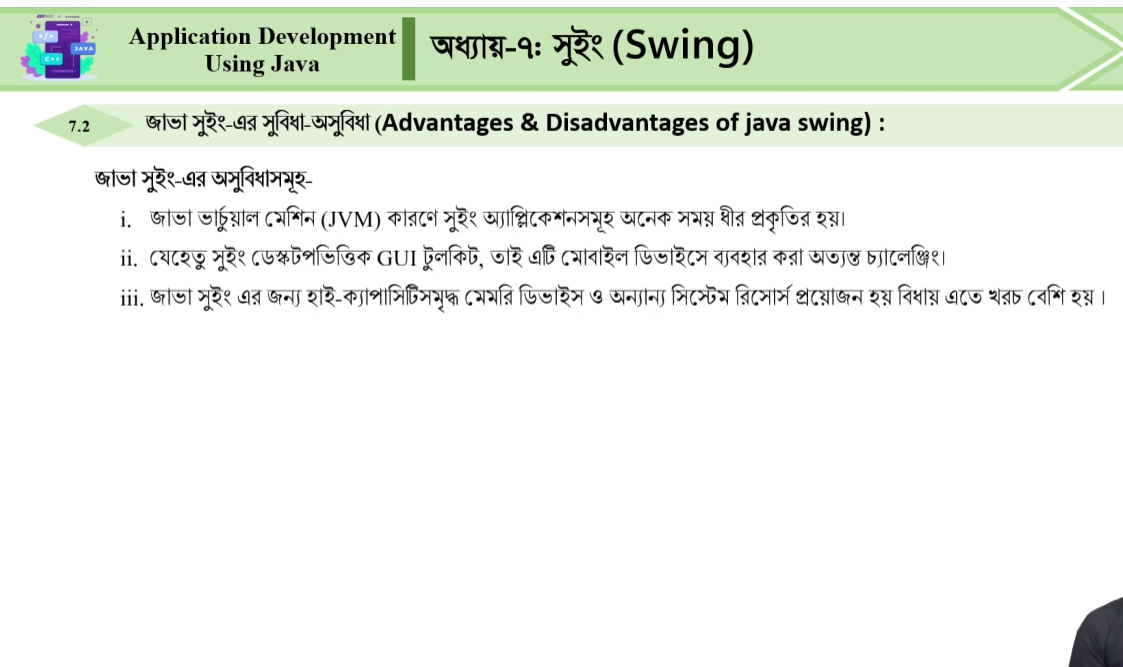 Application Development
Using Java
অধ্যায়-৭: সুইং (Swing)
7.2
জাভা সুইং-এর সুবিধা-অসুবিধা (Advantages & Disadvantages of java swing) :
জাভা সুইং-এর অসুবিধাসমূহ-
i. জাভা ভার্চুয়াল মেশিন (JVM) কারণে সুইং অ্যাপ্লিকেশনসমূহ অনেক সময় ধীর প্রকৃতির হয়।
ii. যেহেতু সুইং ডেস্কটপভিত্তিক GUI টুলকিট, তাই এটি মোবাইল ডিভাইসে ব্যবহার করা অত্যন্ত চ্যালেঞ্জিং।
iii. জাভা সুইং এর জন্য হাই-ক্যাপাসিটিসমৃদ্ধ মেমরি ডিভাইস ও অন্যান্য সিস্টেম রিসোর্স প্রয়োজন হয় বিধায় এতে খরচ বেশি হয়।